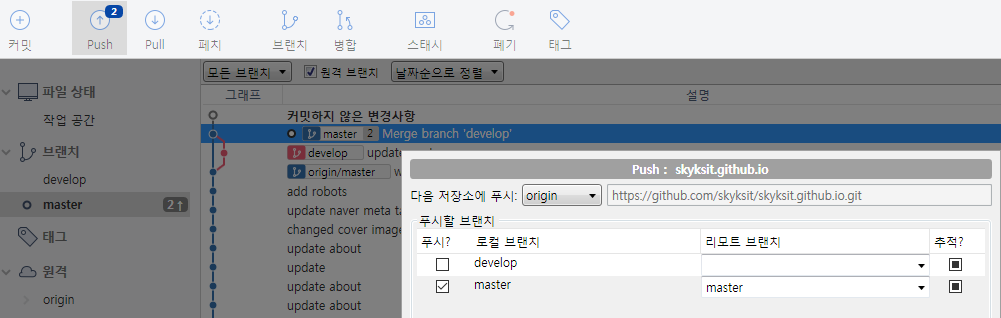 2
커밋 Push Pull 페치 브랜치 병합 스태시 폐기 태그
모든 브랜치 원격 브랜치 날짜순으로 정렬
파일 상태
작업 공간
브랜치
develop
master 2
태그
원격
origin
그래프 설명
커밋하지 않은 변경사항
master 2 Merge branch 'develop'
develop
origin/master
add robots
update naver meta
changed cover image
update about
update
update about
update about
Push : skyksit.github.io
다음 저장소에 푸시: origin https://github.com/skyksit/skyksit.github.io.git
푸시할 브랜치
푸시? 로컬 브랜치 리모트 브랜치 추적?
develop
master master